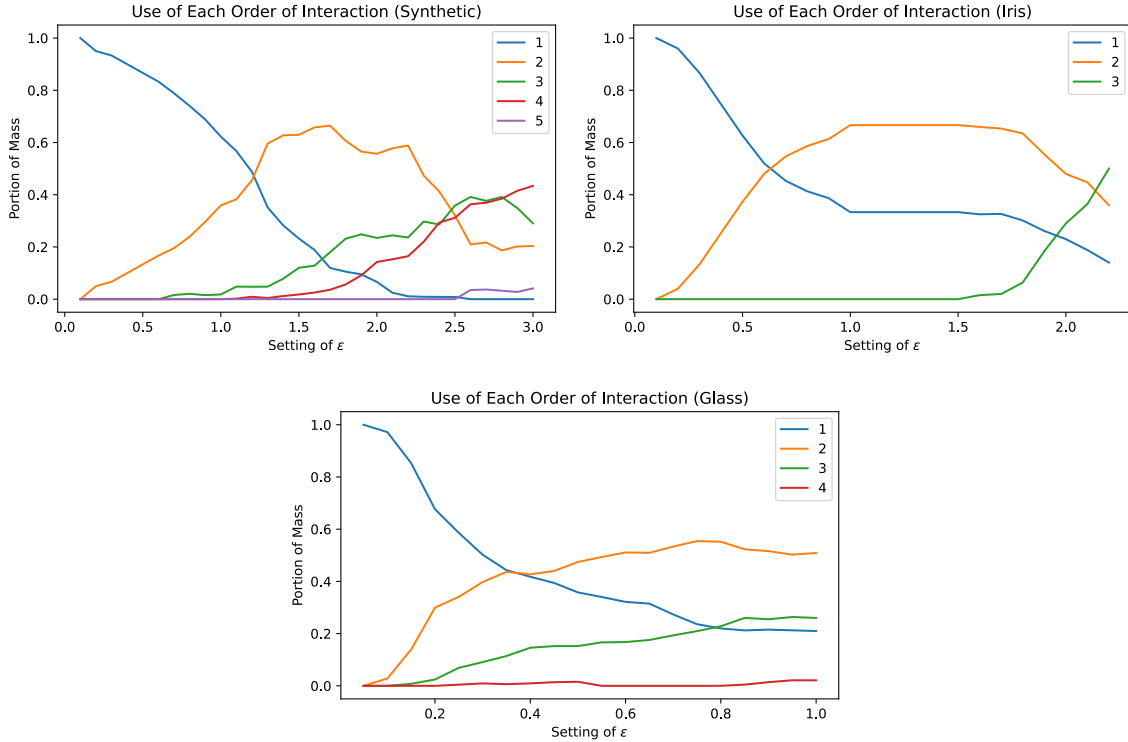 Use of Each Order of Interaction (Synthetic)
Portion of Mass
1.0
0.8
0.6
0.4
0.2
0.0
1
2
3
4
5
0.0 0.5 1.0 1.5 2.0 2.5 3.0
Setting of ε
Use of Each Order of Interaction (Iris)
Portion of Mass
1.0
0.8
0.6
0.4
0.2
0.0
1
2
3
0.0 0.5 1.0 1.5 2.0
Setting of ε
Use of Each Order of Interaction (Glass)
Portion of Mass
1.0
0.8
0.6
0.4
0.2
0.0
1
2
3
4
0.2 0.4 0.6 0.8 1.0
Setting of ε